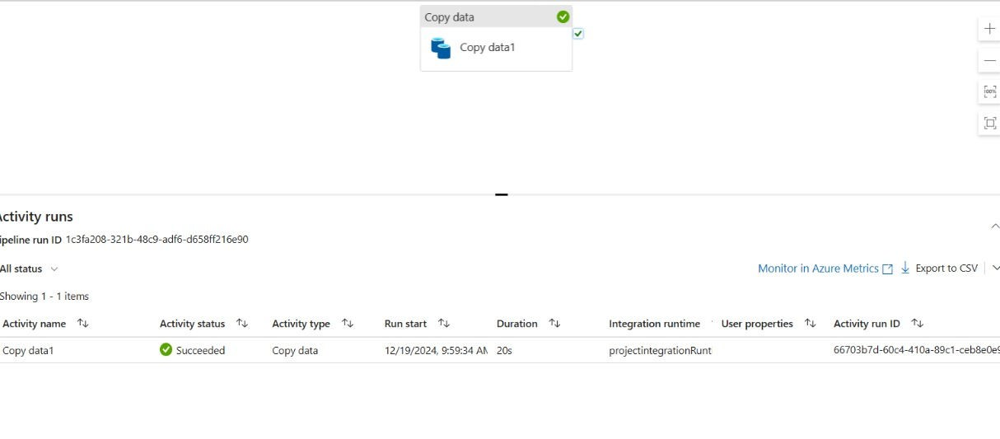 Copy data
Copy data1
100%
Activity runs
ipeline run ID 1c3fa208-321b-48c9-adf6-d658ff216e90
All status
Monitor in Azure Metrics Export to CSV
Showing 1 - 1 items
Activity name Activity status Activity type Run start Duration Integration runtime User properties Activity run ID
Copy data1 Succeeded Copy data 12/19/2024, 9:59:34 AM 20s projectintegrationRunt 66703b7d-60c4-410a-89c1-ceb8e0e9